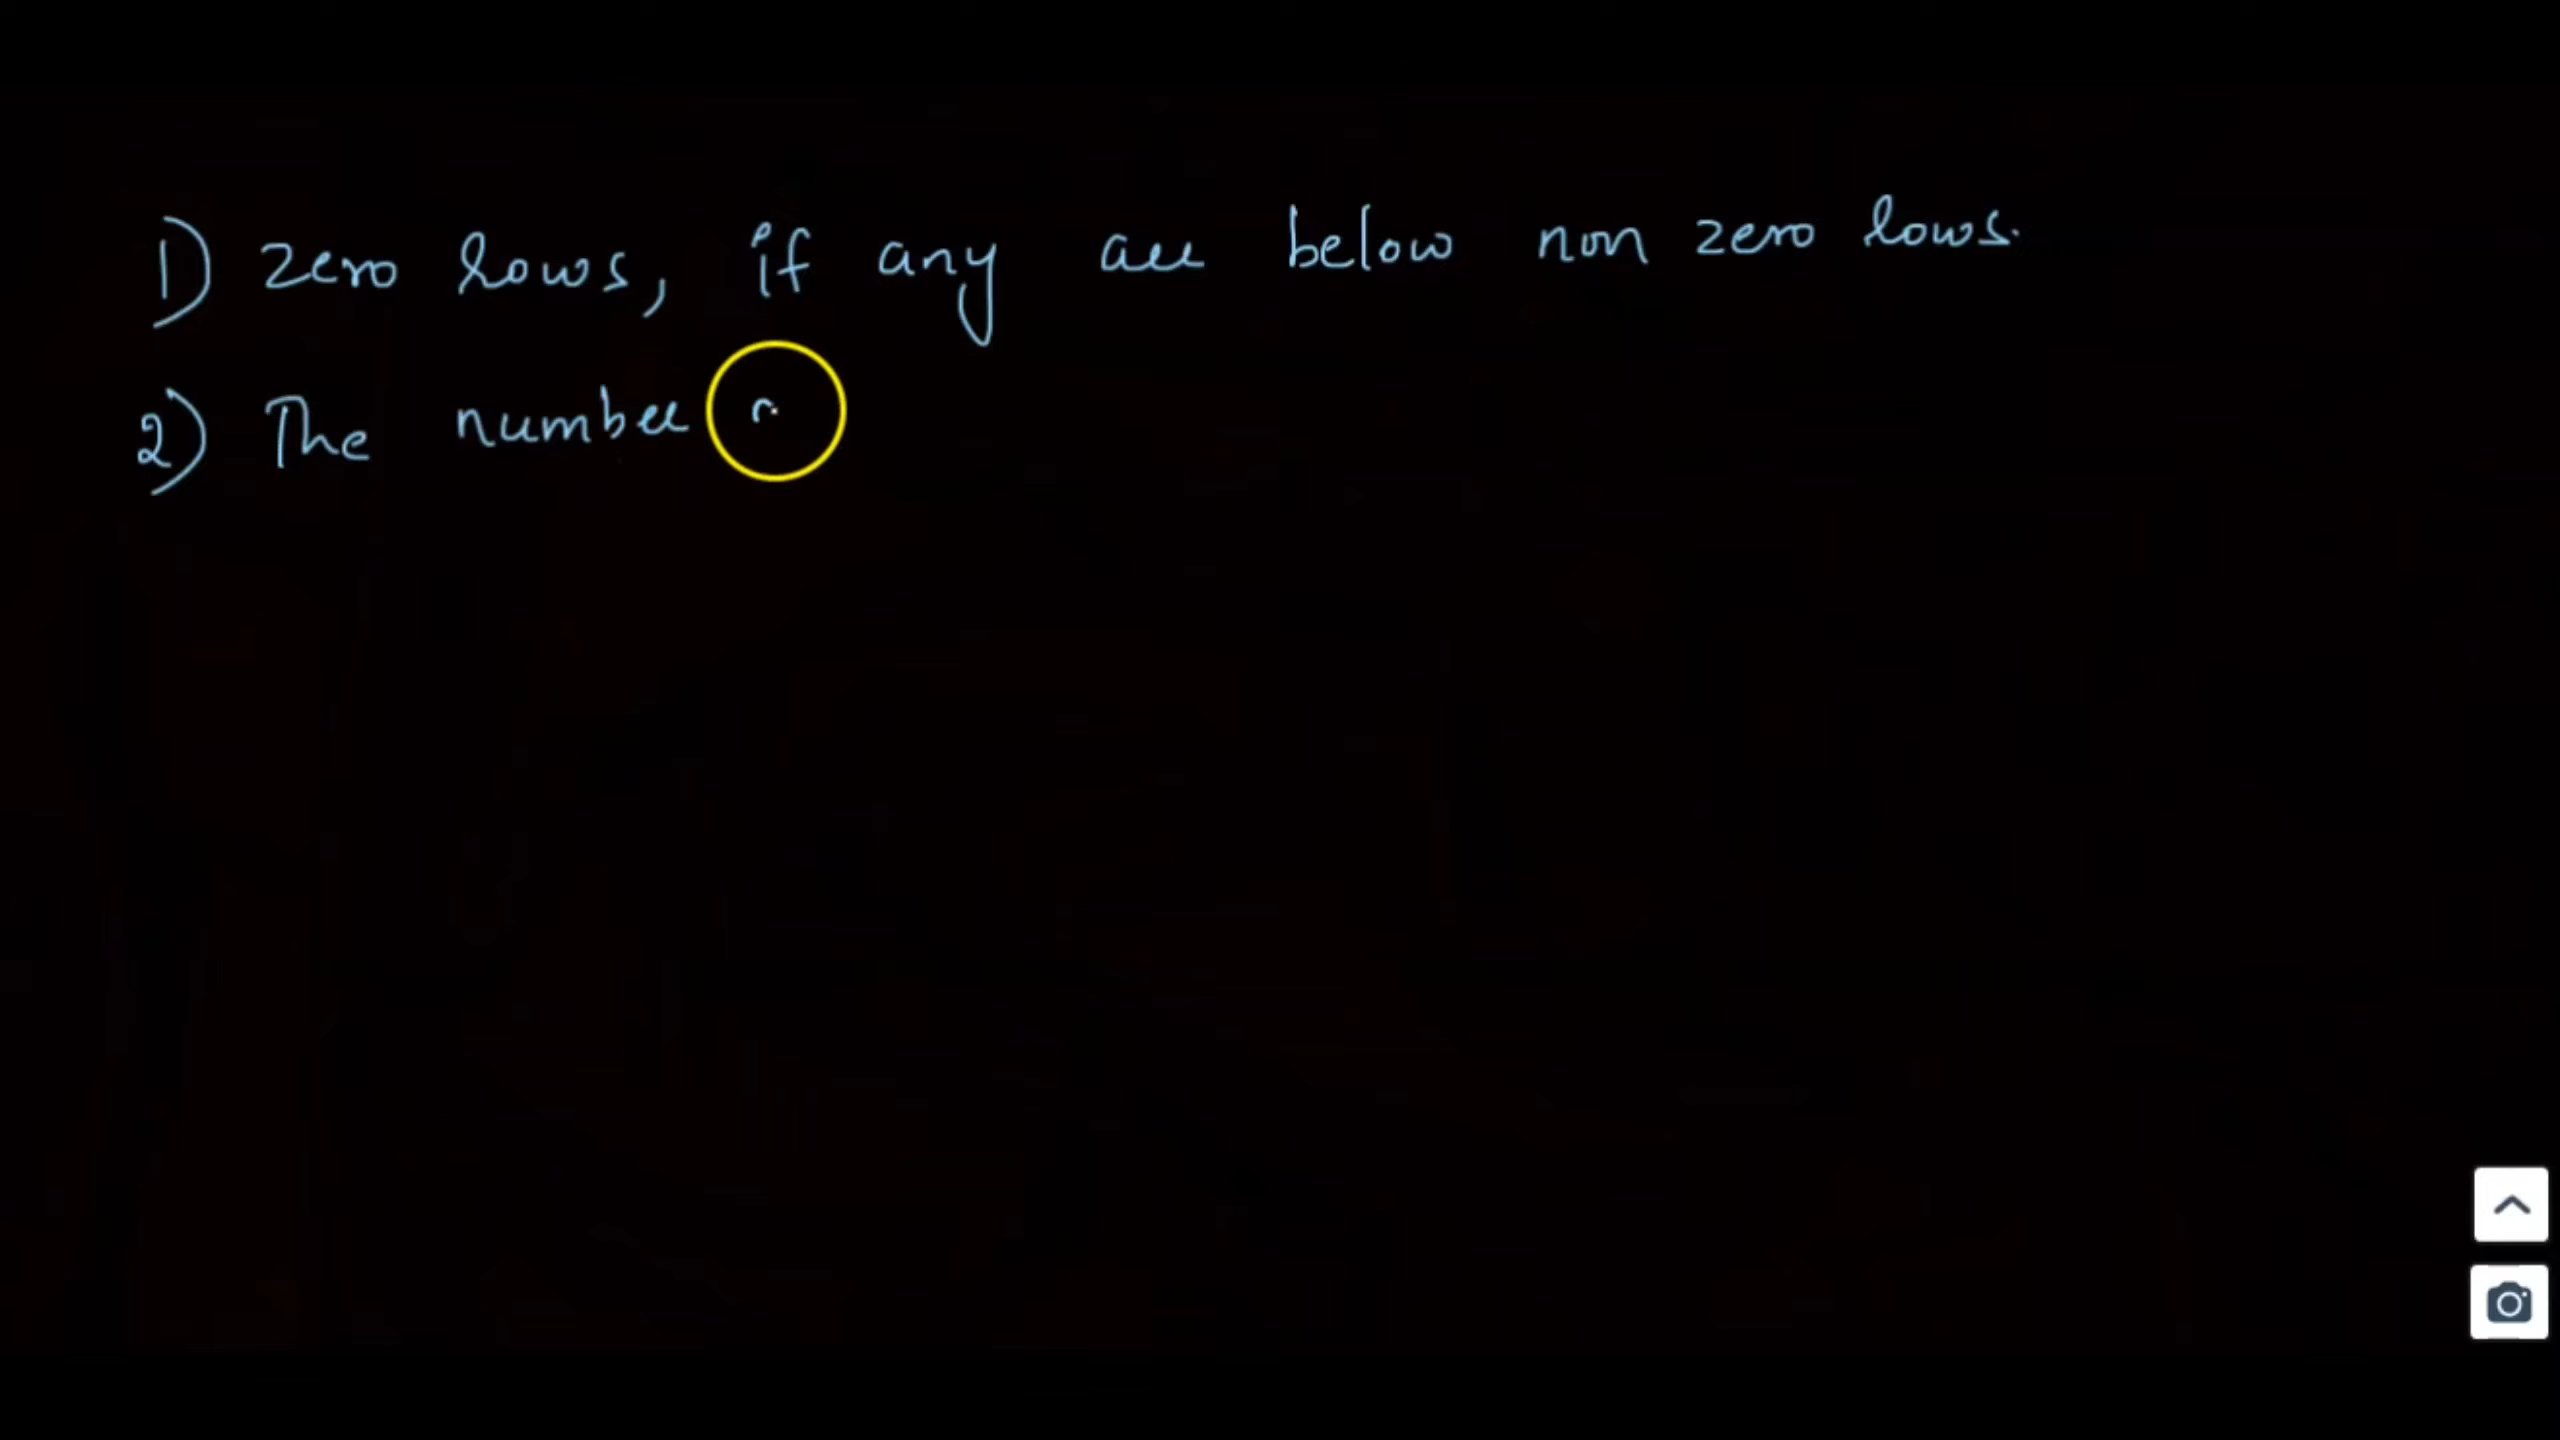 1) zero rows, if any are below non zero rows.
2) The number